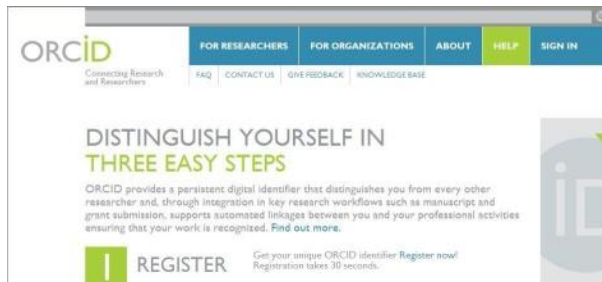 ORCID
Connecting Research
and Researchers
FOR RESEARCHERS FOR ORGANIZATIONS ABOUT HELP SIGN IN
FAQ CONTACT US GIVE FEEDBACK KNOWLEDGE BASE
DISTINGUISH YOURSELF IN
THREE EASY STEPS
ORCID provides a persistent digital identifier that distinguishes you from every other
researcher and, through integration in key research workflows such as manuscript and
grant submission, supports automated linkages between you and your professional activities
ensuring that your work is recognized. Find out more.
1 REGISTER
Get your unique ORCID identifier Register now!
Registration takes 30 seconds.
iD